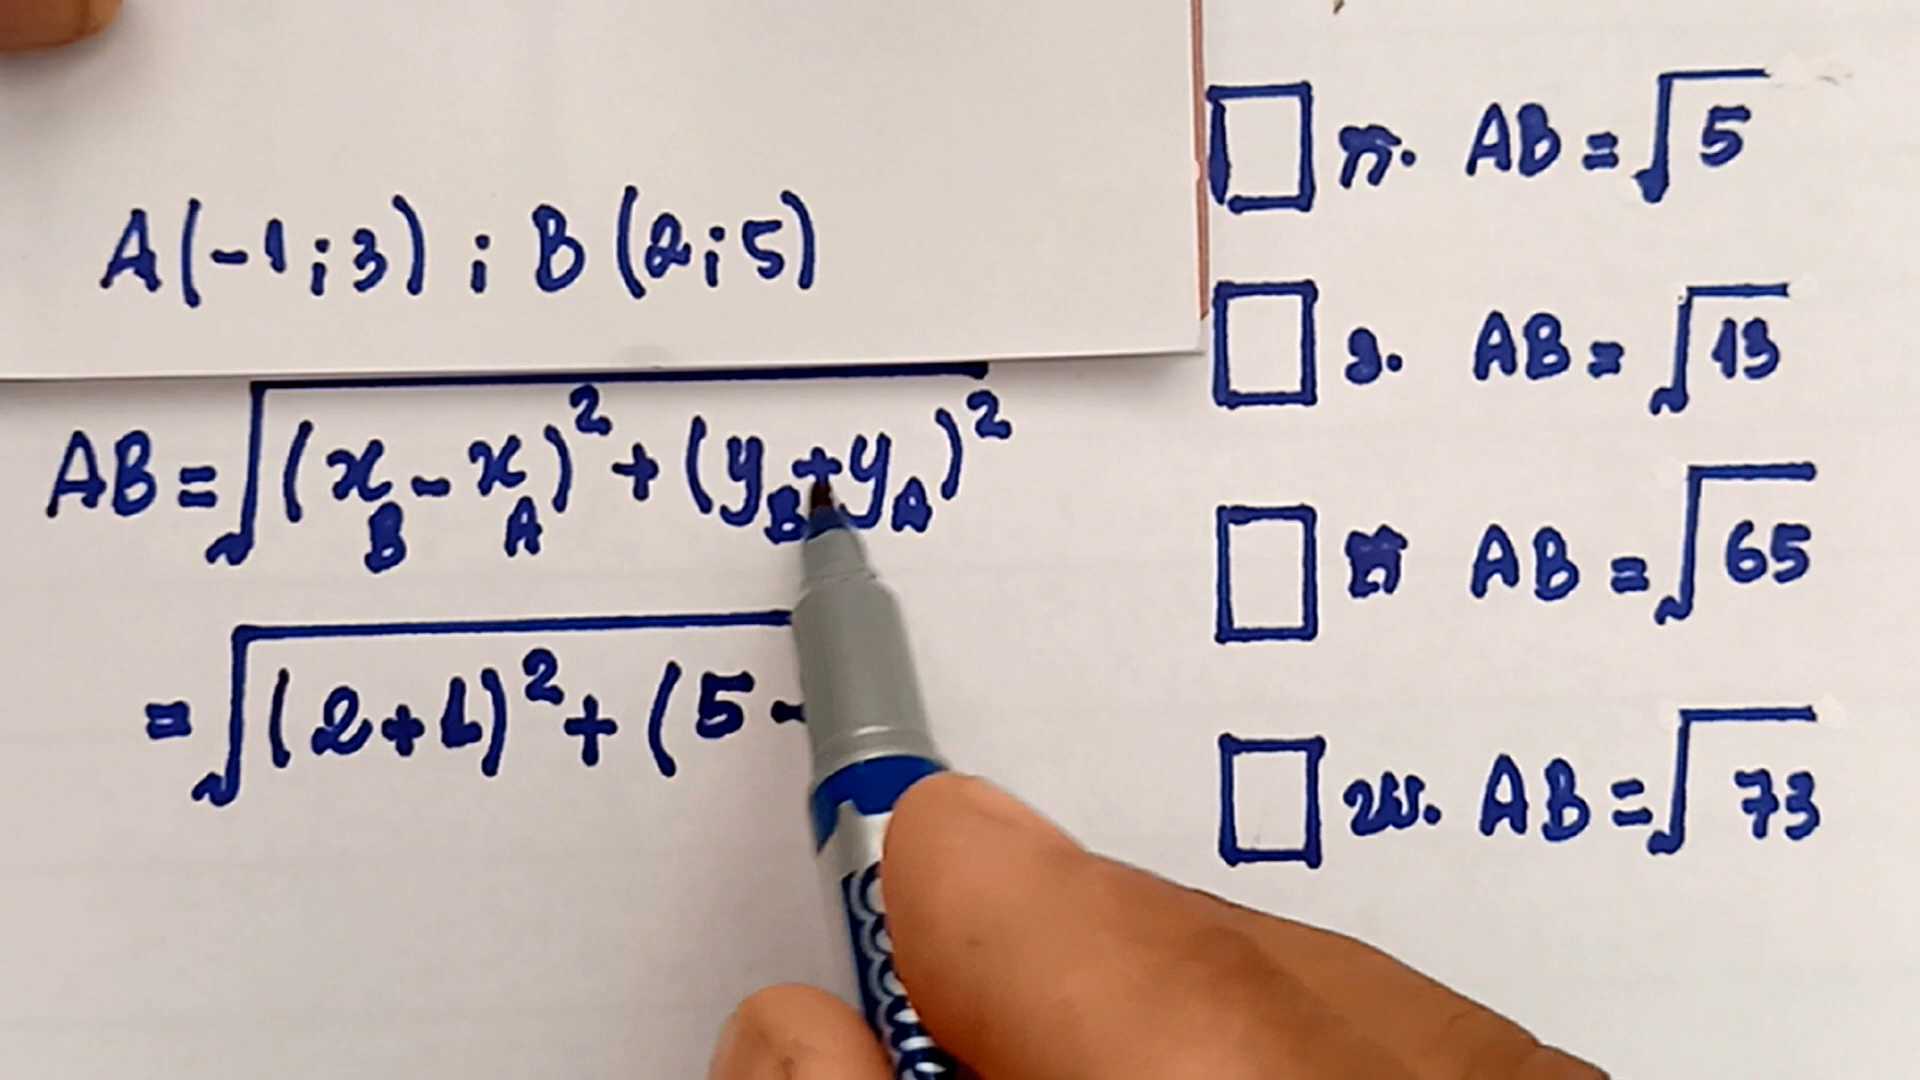 A(-1;3) ; B(2;5)
AB = √(x_B - x_A)² + (y_B + y_A)²
= √(2+1)² + (5 -
AB = √5
AB = √13
AB = √65
AB = √73